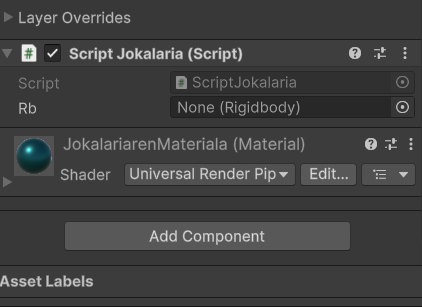 Layer Overrides
Script Jokalaria (Script)
Script ScriptJokalaria
Rb None (Rigidbody)
JokalariarenMateriala (Material)
Shader Universal Render Pip Edit...
Add Component
Asset Labels